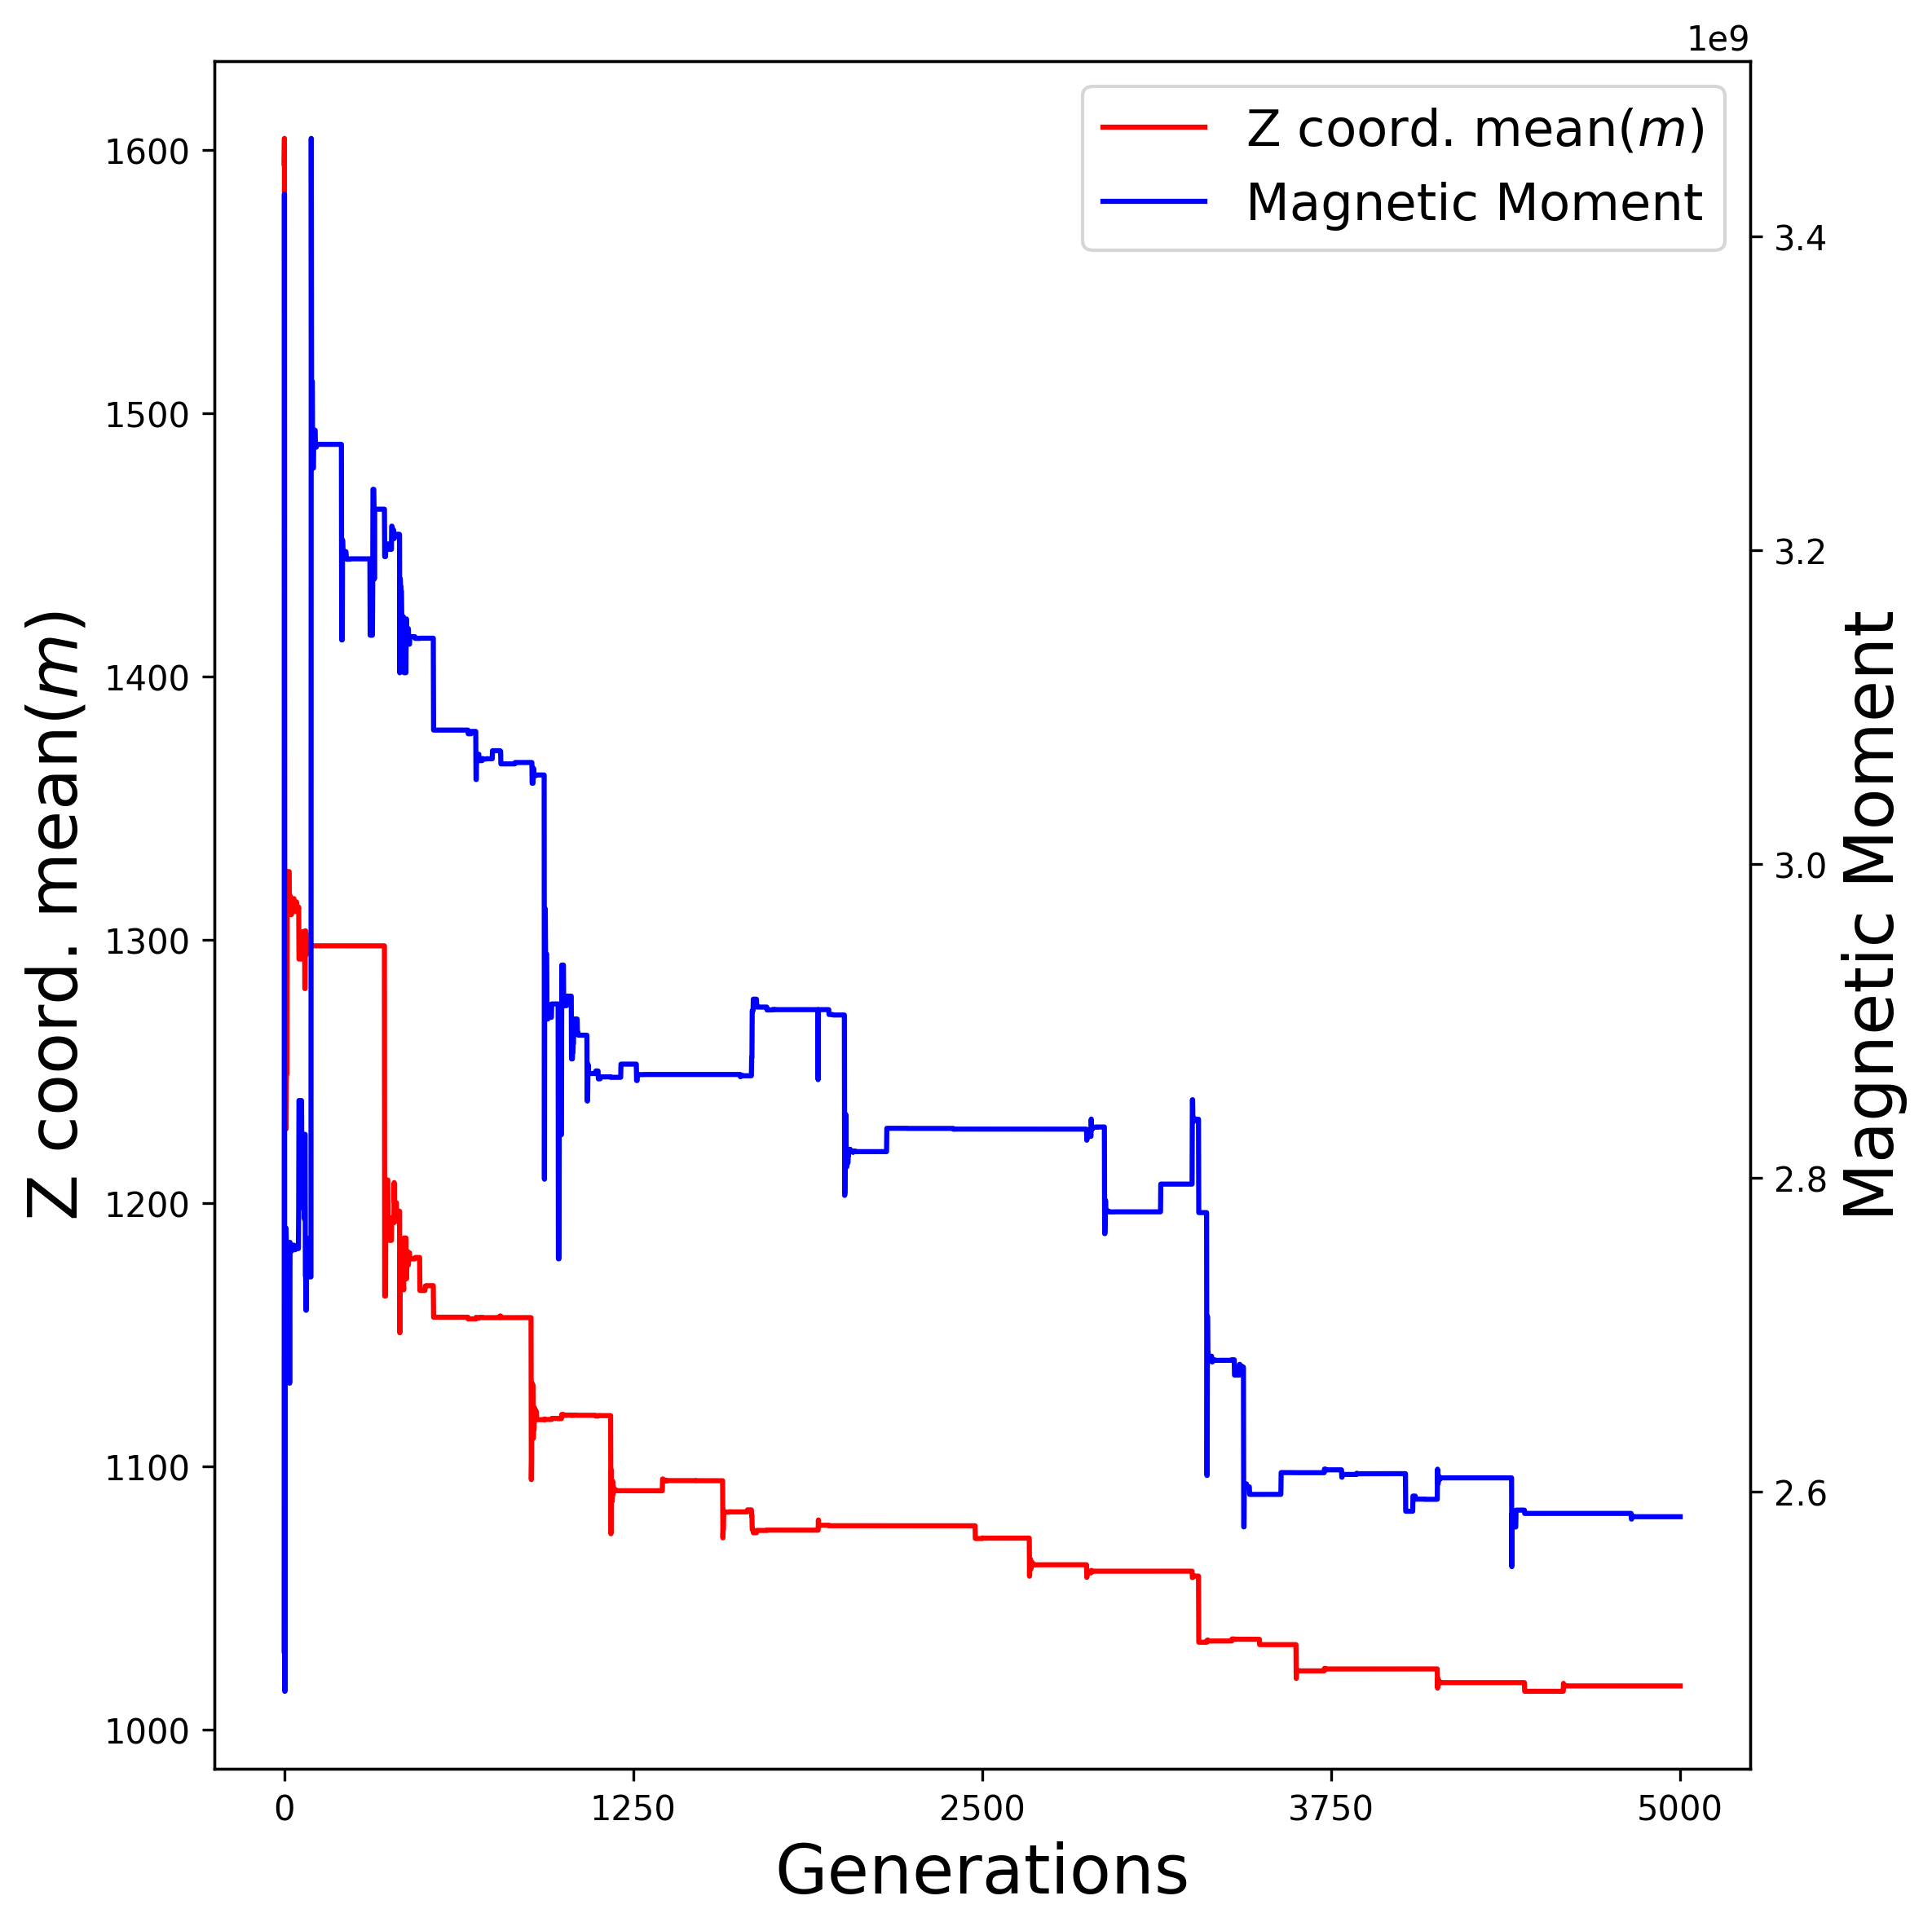 1e9
Z coord. mean(m)
Magnetic Moment
1600
1500
1400
1300
1200
1100
1000
Z coord. mean(m)
3.4
3.2
3.0
2.8
2.6
Magnetic Moment
0
1250
2500
3750
5000
Generations